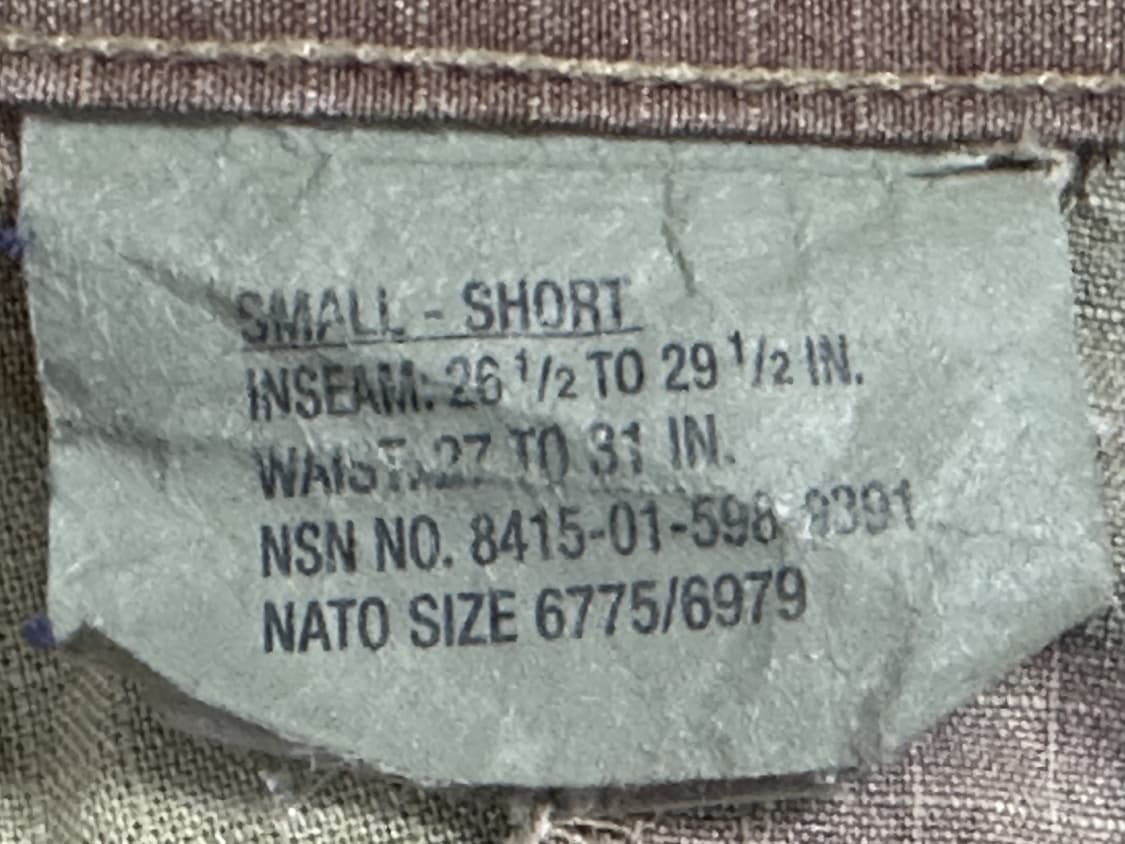 SMALL - SHORT
INSEAM: 26 1/2 TO 29 1/2 IN.
WAIST: 27 TO 31 IN.
NSN NO. 8415-01-598-9391
NATO SIZE 6775/6979